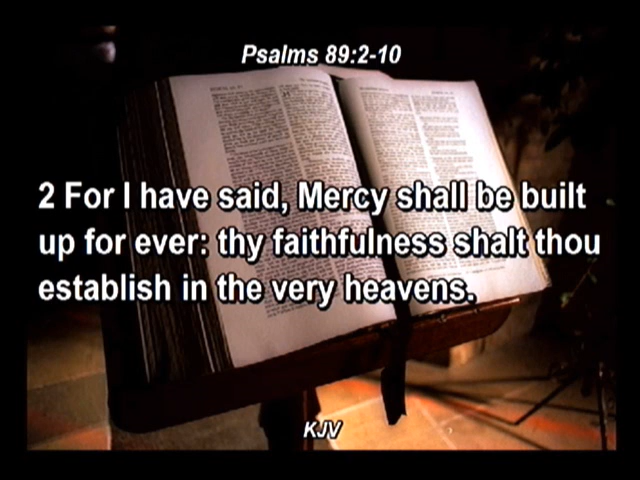 Psalms 89:2-10
2 For I have said, Mercy shall be built
up for ever: thy faithfulness shalt thou
establish in the very heavens.
KJV